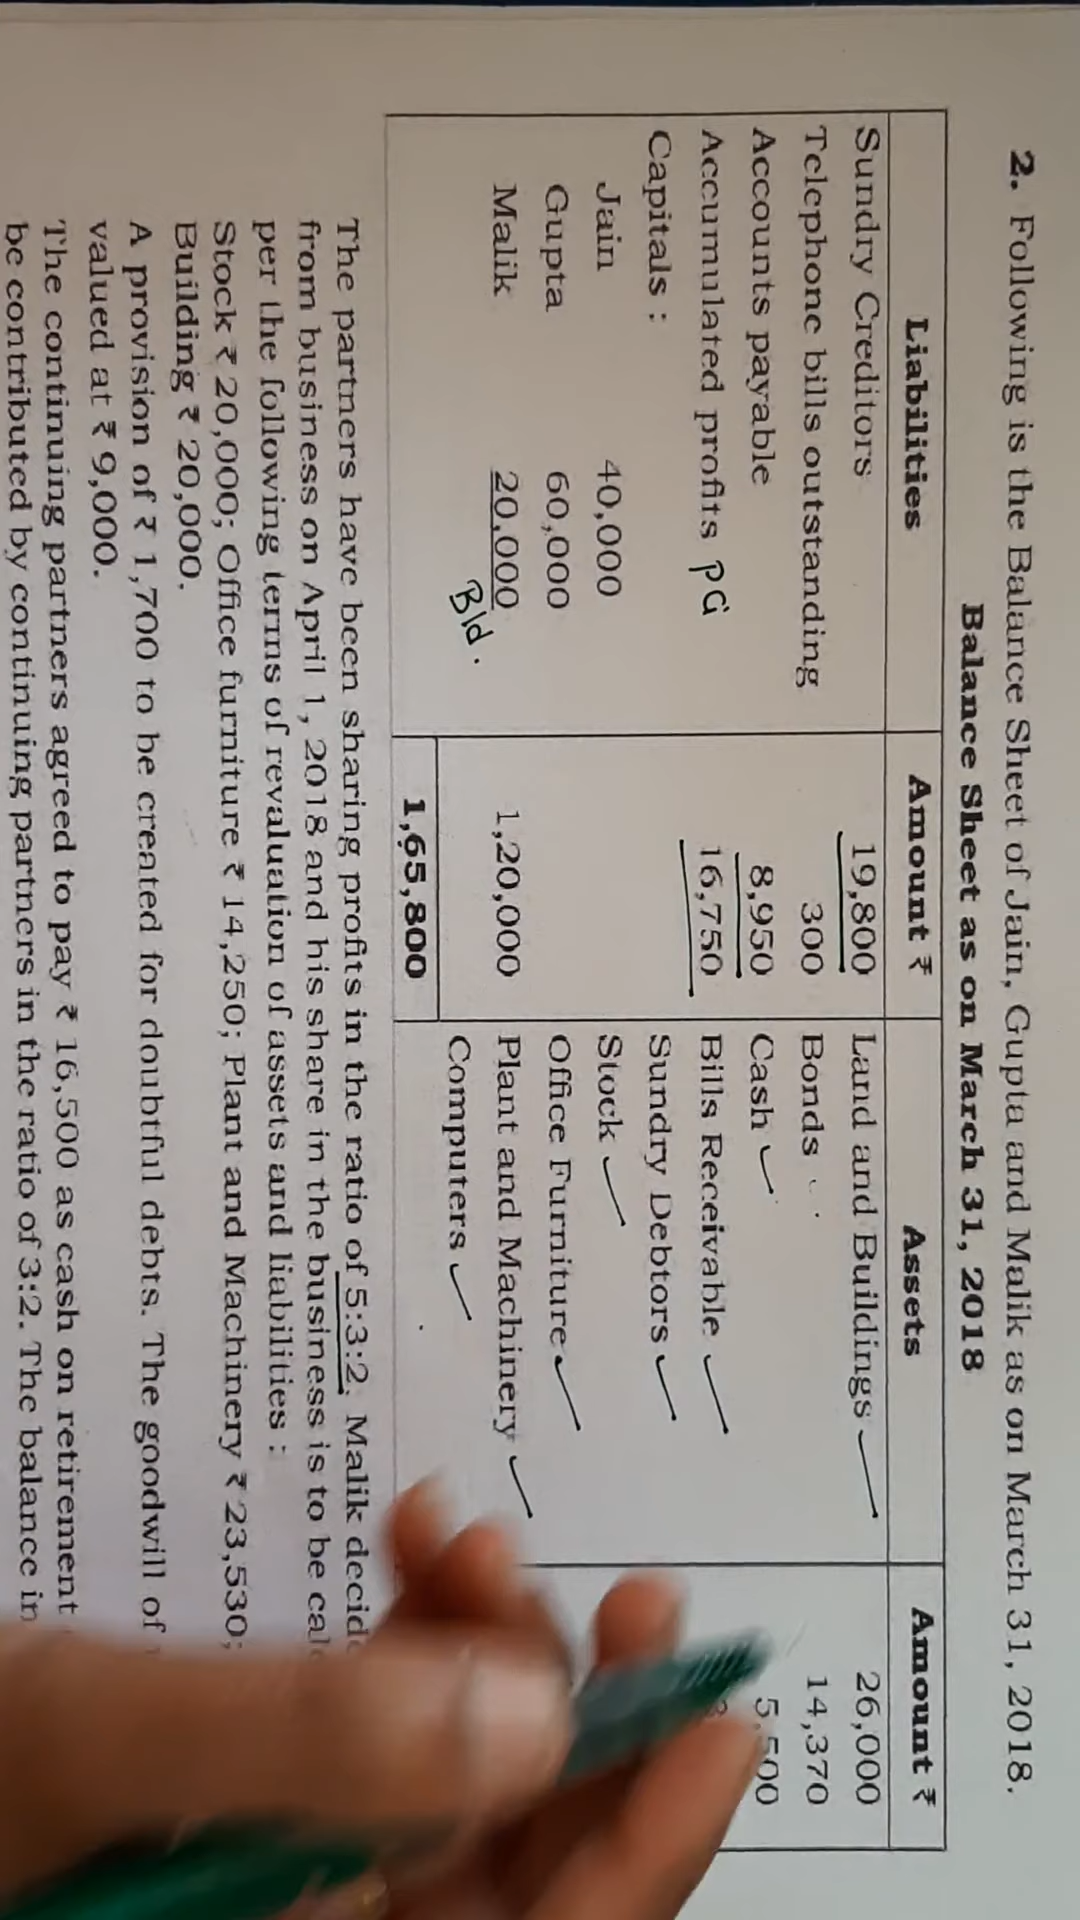 2. Following is the Balance Sheet of Jain, Gupta and Malik as on March 31, 2018.
Balance Sheet as on March 31, 2018
Liabilities Amount ₹ Assets Amount ₹
Sundry Creditors 19,800 Land and Buildings 26,000
Telephone bills outstanding 300 Bonds 14,370
Accounts payable 8,950 Cash 5,500
Accumulated profits PG 16,750 Bills Receivable
Capitals : Sundry Debtors
Jain 40,000 Stock
Gupta 60,000 Office Furniture
Malik 20,000 1,20,000 Plant and Machinery
Bld. Computers
1,65,800
The partners have been sharing profits in the ratio of 5:3:2. Malik
from business on April 1, 2018 and his share in the business is to be
per the following terms of revaluation of assets and liabilities :
Stock ₹ 20,000; Office furniture ₹ 14,250; Plant and Machinery ₹ 23,530;
Building ₹ 20,000.
A provision of ₹ 1,700 to be created for doubtful debts. The goodwill of
valued at ₹ 9,000.
The continuing partners agreed to pay ₹ 16,500 as cash on retirement
be contributed by continuing partners in the ratio of 3:2. The balance in